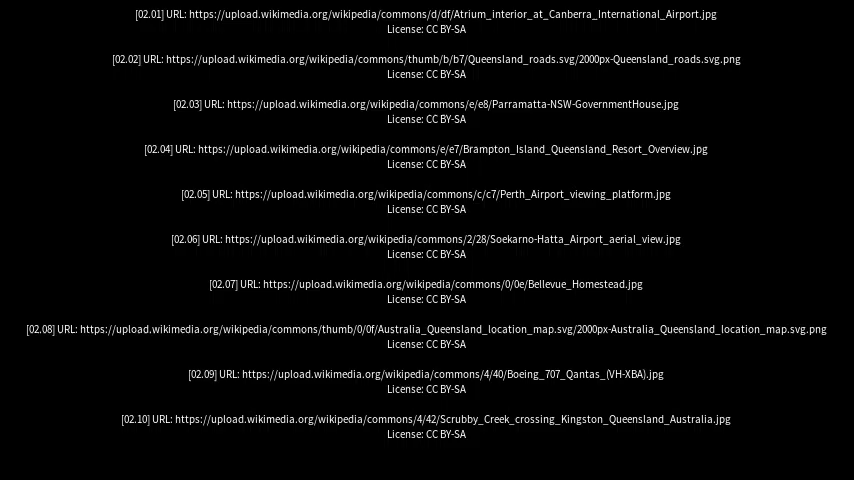 [02.01] URL: https://upload.wikimedia.org/wikipedia/commons/d/df/Atrium_interior_at_Canberra_International_Airport.jpg
License: CC BY-SA
[02.02] URL: https://upload.wikimedia.org/wikipedia/commons/thumb/b/b7/Queensland_roads.svg/2000px-Queensland_roads.svg.png
License: CC BY-SA
[02.03] URL: https://upload.wikimedia.org/wikipedia/commons/e/e8/Parramatta-NSW-GovernmentHouse.jpg
License: CC BY-SA
[02.04] URL: https://upload.wikimedia.org/wikipedia/commons/e/e7/Brampton_Island_Queensland_Resort_Overview.jpg
License: CC BY-SA
[02.05] URL: https://upload.wikimedia.org/wikipedia/commons/c/c7/Perth_Airport_viewing_platform.jpg
License: CC BY-SA
[02.06] URL: https://upload.wikimedia.org/wikipedia/commons/2/28/Soekarno-Hatta_Airport_aerial_view.jpg
License: CC BY-SA
[02.07] URL: https://upload.wikimedia.org/wikipedia/commons/0/0e/Bellevue_Homestead.jpg
License: CC BY-SA
[02.08] URL: https://upload.wikimedia.org/wikipedia/commons/thumb/0/0f/Australia_Queensland_location_map.svg/2000px-Australia_Queensland_location_map.svg.png
License: CC BY-SA
[02.09] URL: https://upload.wikimedia.org/wikipedia/commons/4/40/Boeing_707_Qantas_(VH-XBA).jpg
License: CC BY-SA
[02.10] URL: https://upload.wikimedia.org/wikipedia/commons/4/42/Scrubby_Creek_crossing_Kingston_Queensland_Australia.jpg
License: CC BY-SA